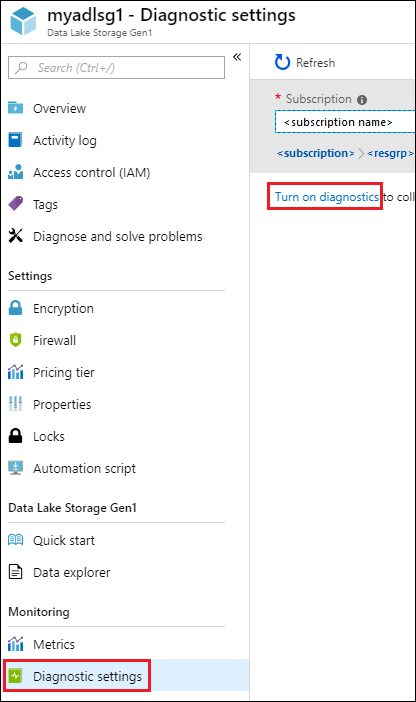 myadlsg1 - Diagnostic settings
Data Lake Storage Gen1
Search (Ctrl+/)
«
Overview
Activity log
Access control (IAM)
Tags
Diagnose and solve problems
Settings
Encryption
Firewall
Pricing tier
Properties
Locks
Automation script
Data Lake Storage Gen1
Quick start
Data explorer
Monitoring
Metrics
Diagnostic settings
Refresh
* Subscription
<subscription name>
<subscription> > <resgrp>
Turn on diagnostics to coll